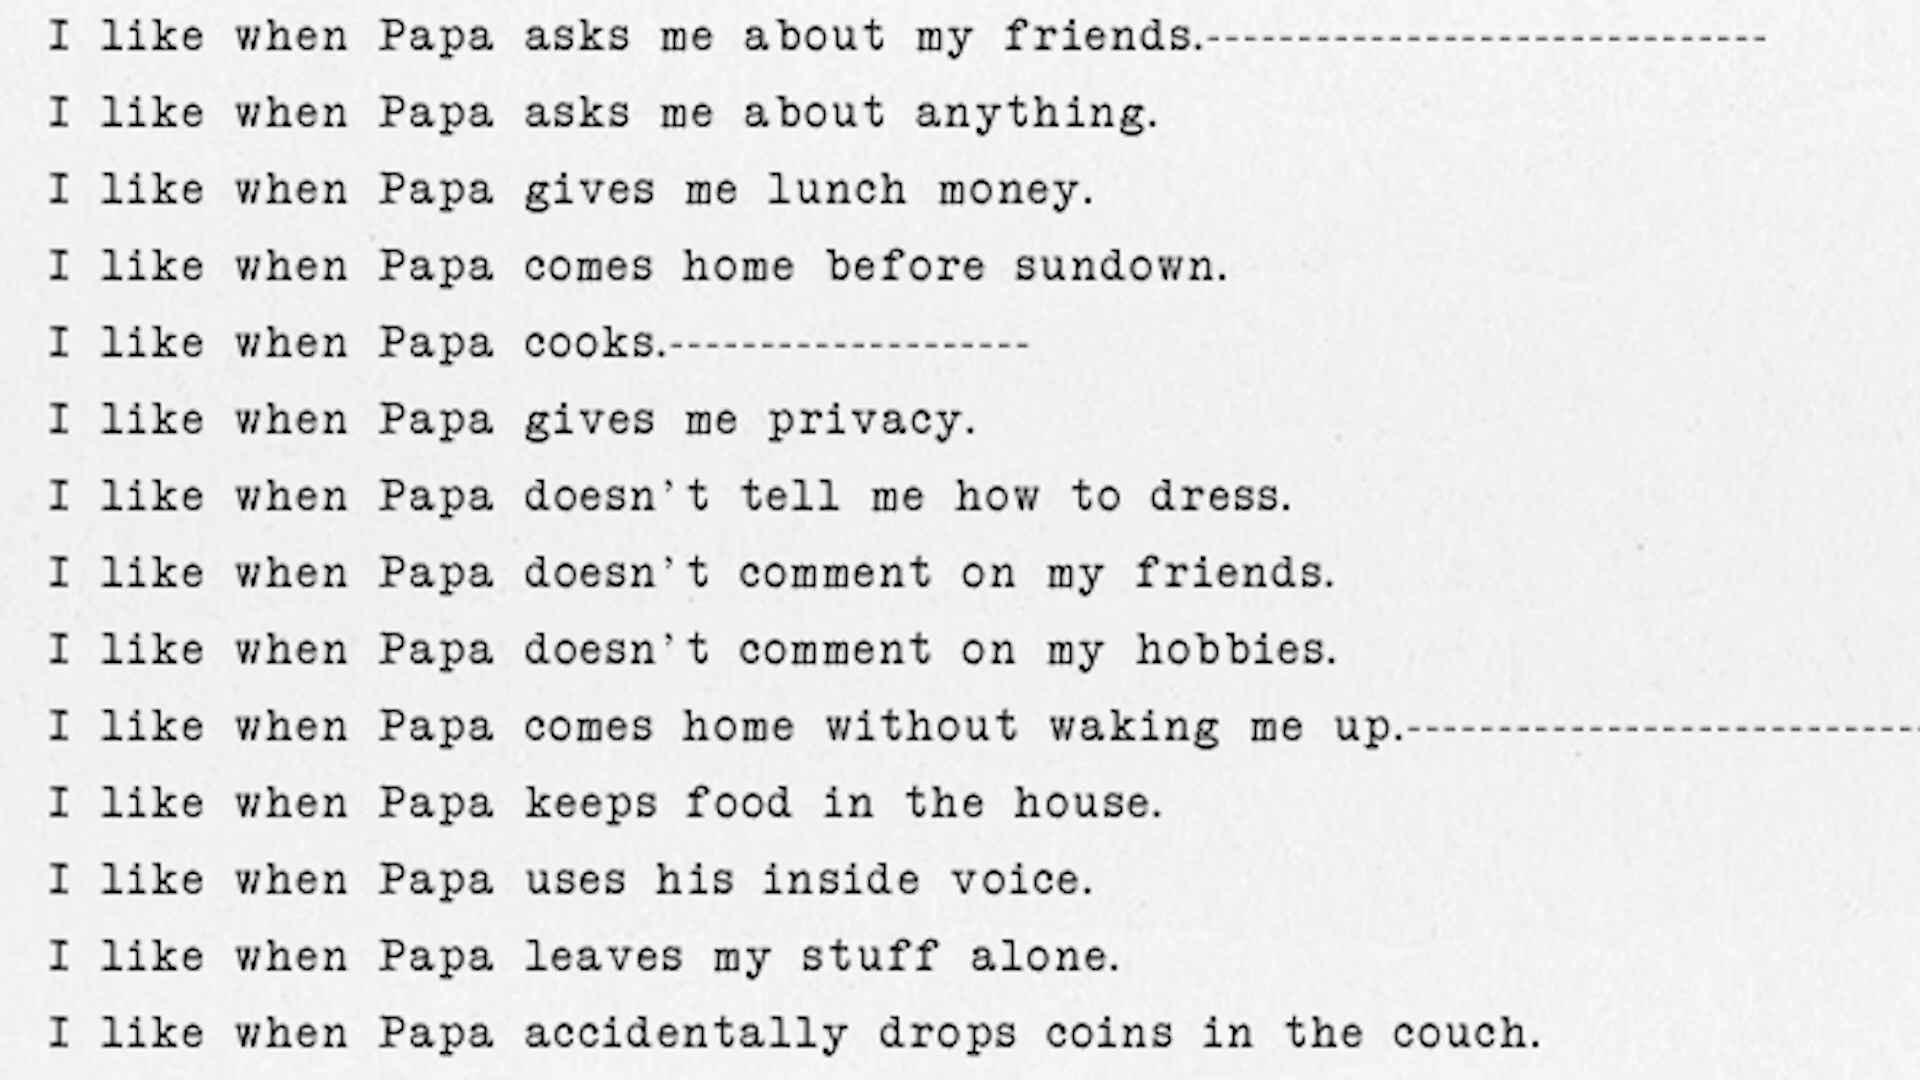 I like when Papa asks me about my friends.-------------------------------
I like when Papa asks me about anything.
I like when Papa gives me lunch money.
I like when Papa comes home before sundown.
I like when Papa cooks.--------------------
I like when Papa gives me privacy.
I like when Papa doesn't tell me how to dress.
I like when Papa doesn't comment on my friends.
I like when Papa doesn't comment on my hobbies.
I like when Papa comes home without waking me up.-----------------------------
I like when Papa keeps food in the house.
I like when Papa uses his inside voice.
I like when Papa leaves my stuff alone.
I like when Papa accidentally drops coins in the couch.